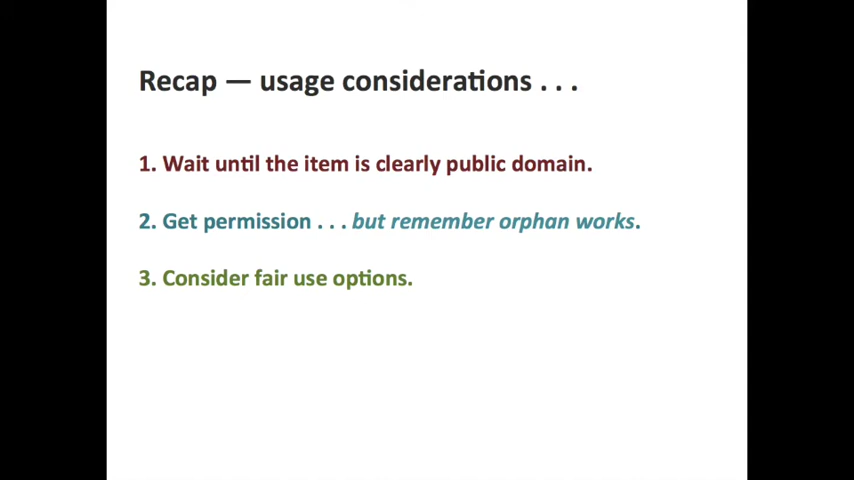 Recap — usage considerations . . .
1. Wait until the item is clearly public domain.
2. Get permission . . . but remember orphan works.
3. Consider fair use options.